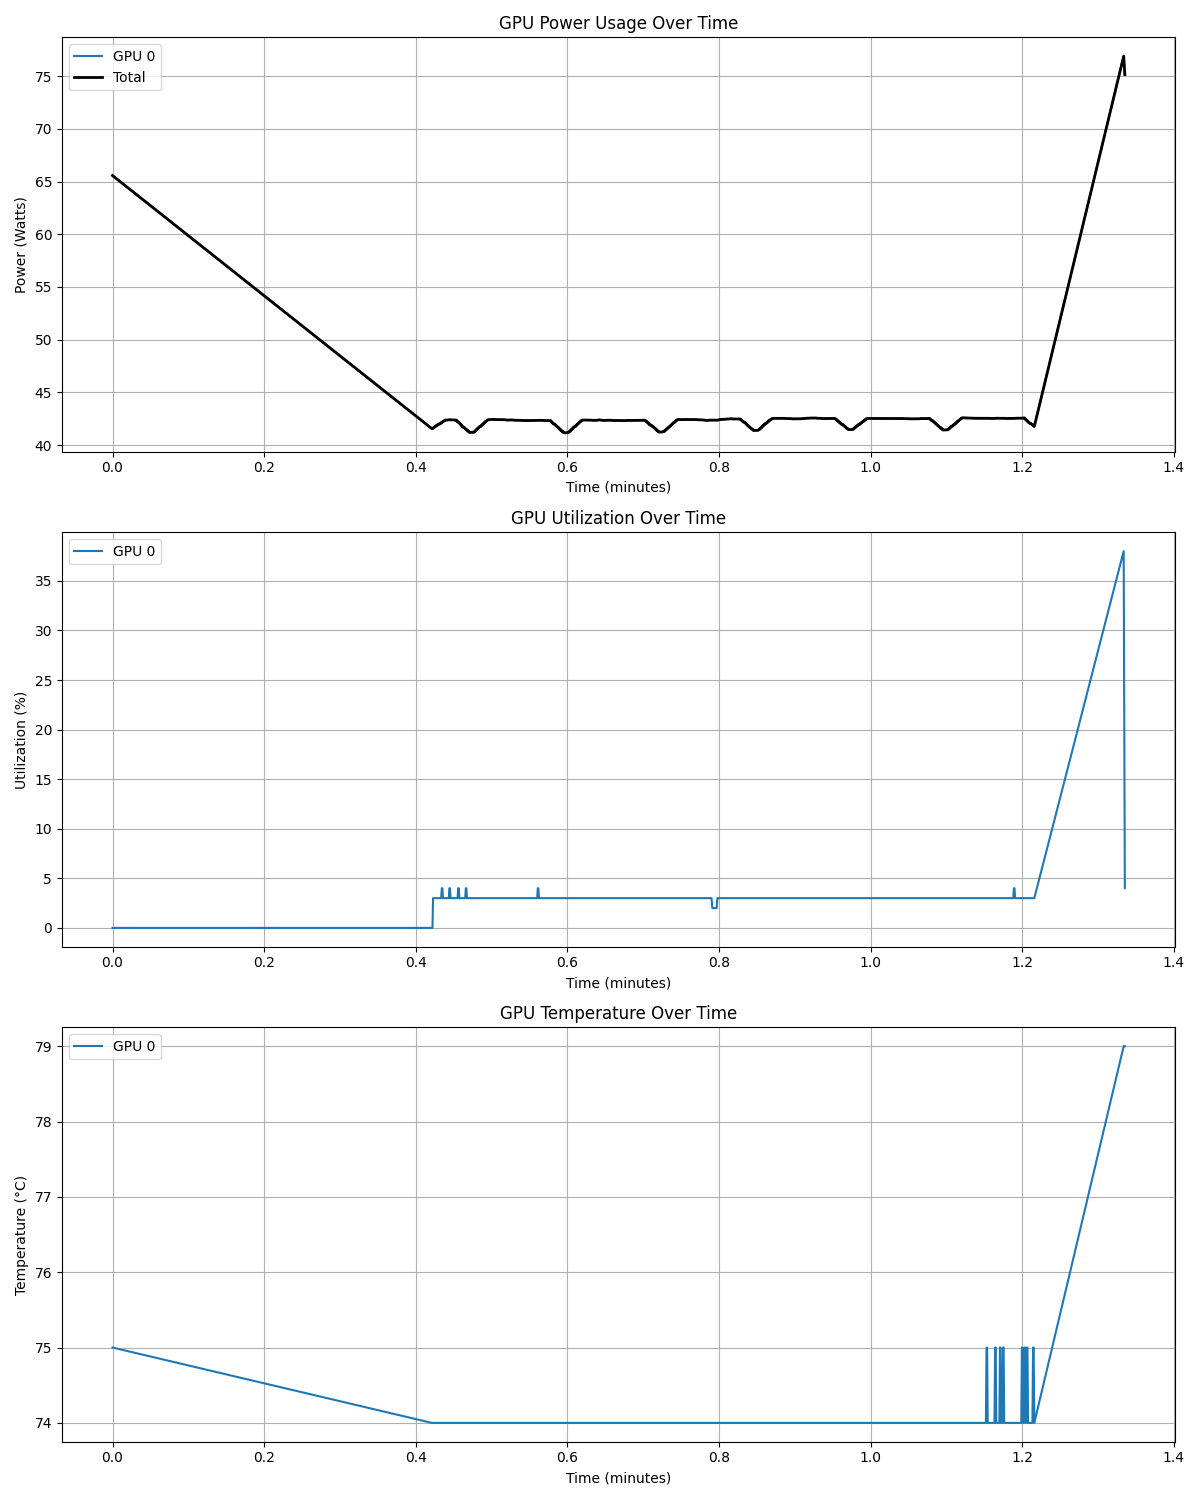 GPU Power Usage Over Time
GPU 0
Total
75
70
65
60
55
50
45
40
Power (Watts)
0.0 0.2 0.4 0.6 0.8 1.0 1.2 1.4
Time (minutes)
GPU Utilization Over Time
GPU 0
35
30
25
20
15
10
5
0
Utilization (%)
0.0 0.2 0.4 0.6 0.8 1.0 1.2 1.4
Time (minutes)
GPU Temperature Over Time
GPU 0
79
78
77
76
75
74
Temperature (°C)
0.0 0.2 0.4 0.6 0.8 1.0 1.2 1.4
Time (minutes)